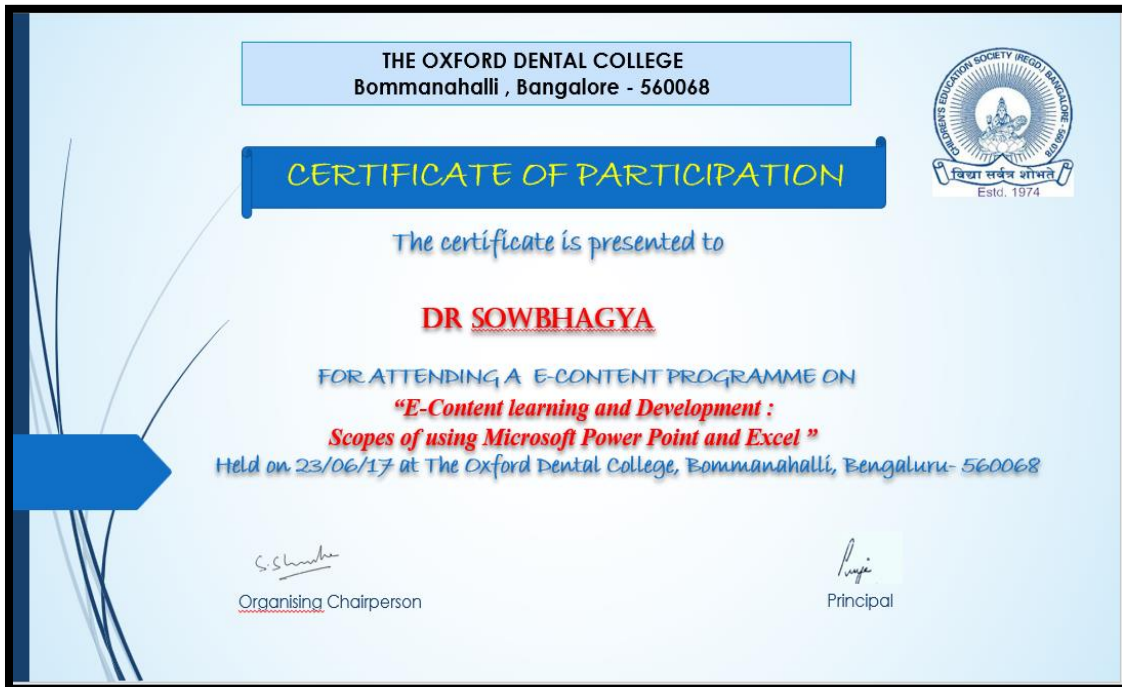 THE OXFORD DENTAL COLLEGE
Bommanahalli , Bangalore - 560068
CHILDREN'S EDUCATION SOCIETY (REGD.) BANGALORE - 560 078
विद्या सर्वत्र शोभते
Estd. 1974
CERTIFICATE OF PARTICIPATION
The certificate is presented to
DR SOWBHAGYA
FOR ATTENDING A E-CONTENT PROGRAMME ON
“E-Content learning and Development :
Scopes of using Microsoft Power Point and Excel ”
Held on 23/06/17 at The Oxford Dental College, Bommanahalli, Bengaluru- 560068
Organising Chairperson
Principal